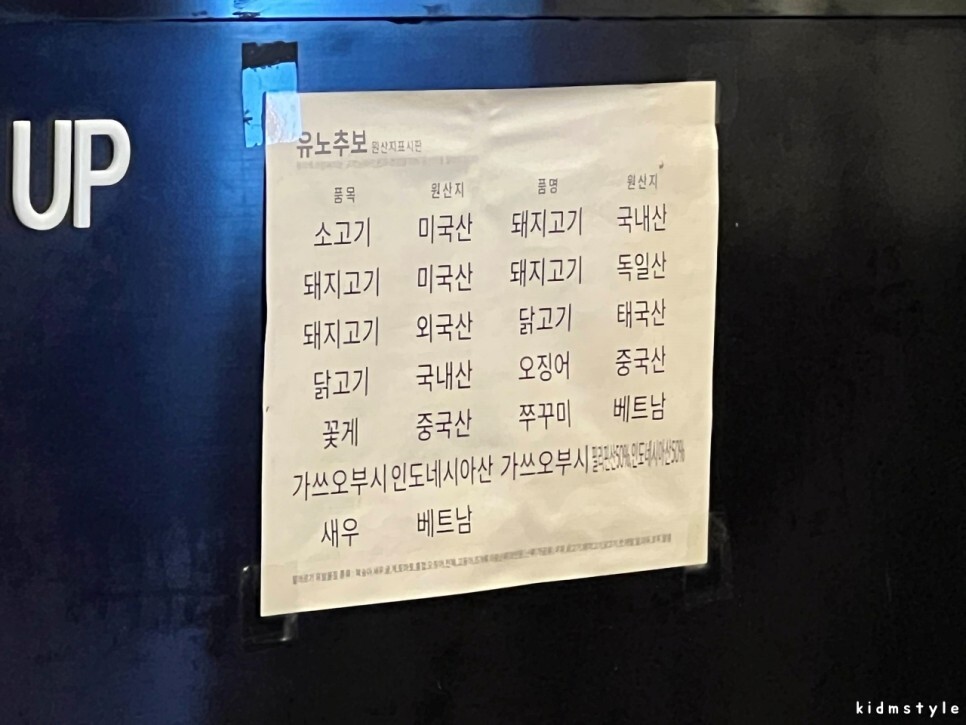 UP
유노추보 원산지표시판
품목 원산지 품명 원산지
소고기 미국산 돼지고기 국내산
돼지고기 미국산 돼지고기 독일산
돼지고기 외국산 닭고기 태국산
닭고기 국내산 오징어 중국산
꽃게 중국산 쭈꾸미 베트남
가쓰오부시 인도네시아산 가쓰오부시 필리핀산50%,인도네시아산50%
새우 베트남
kidmstyle